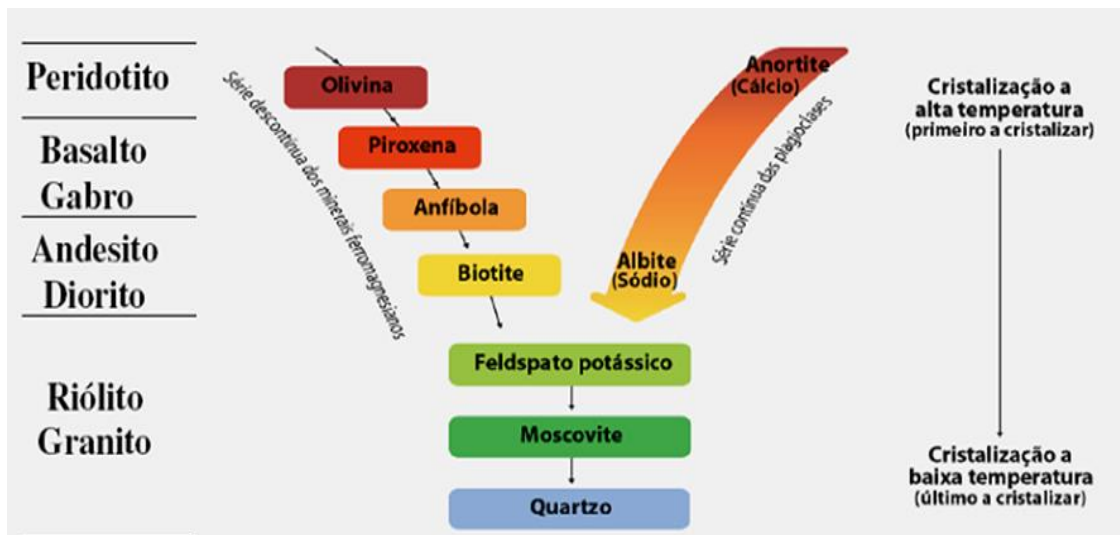 Peridotito
Basalto
Gabro
Andesito
Diorito
Riólito
Granito
Série descontínua dos minerais ferromagnesianos
Olivina
Piroxena
Anfíbola
Biotite
Anortite
(Cálcio)
Albite
(Sódio)
Série contínua das plagioclases
Feldspato potássico
Moscovite
Quartzo
Cristalização a
alta temperatura
(primeiro a cristalizar)
Cristalização a
baixa temperatura
(último a cristalizar)